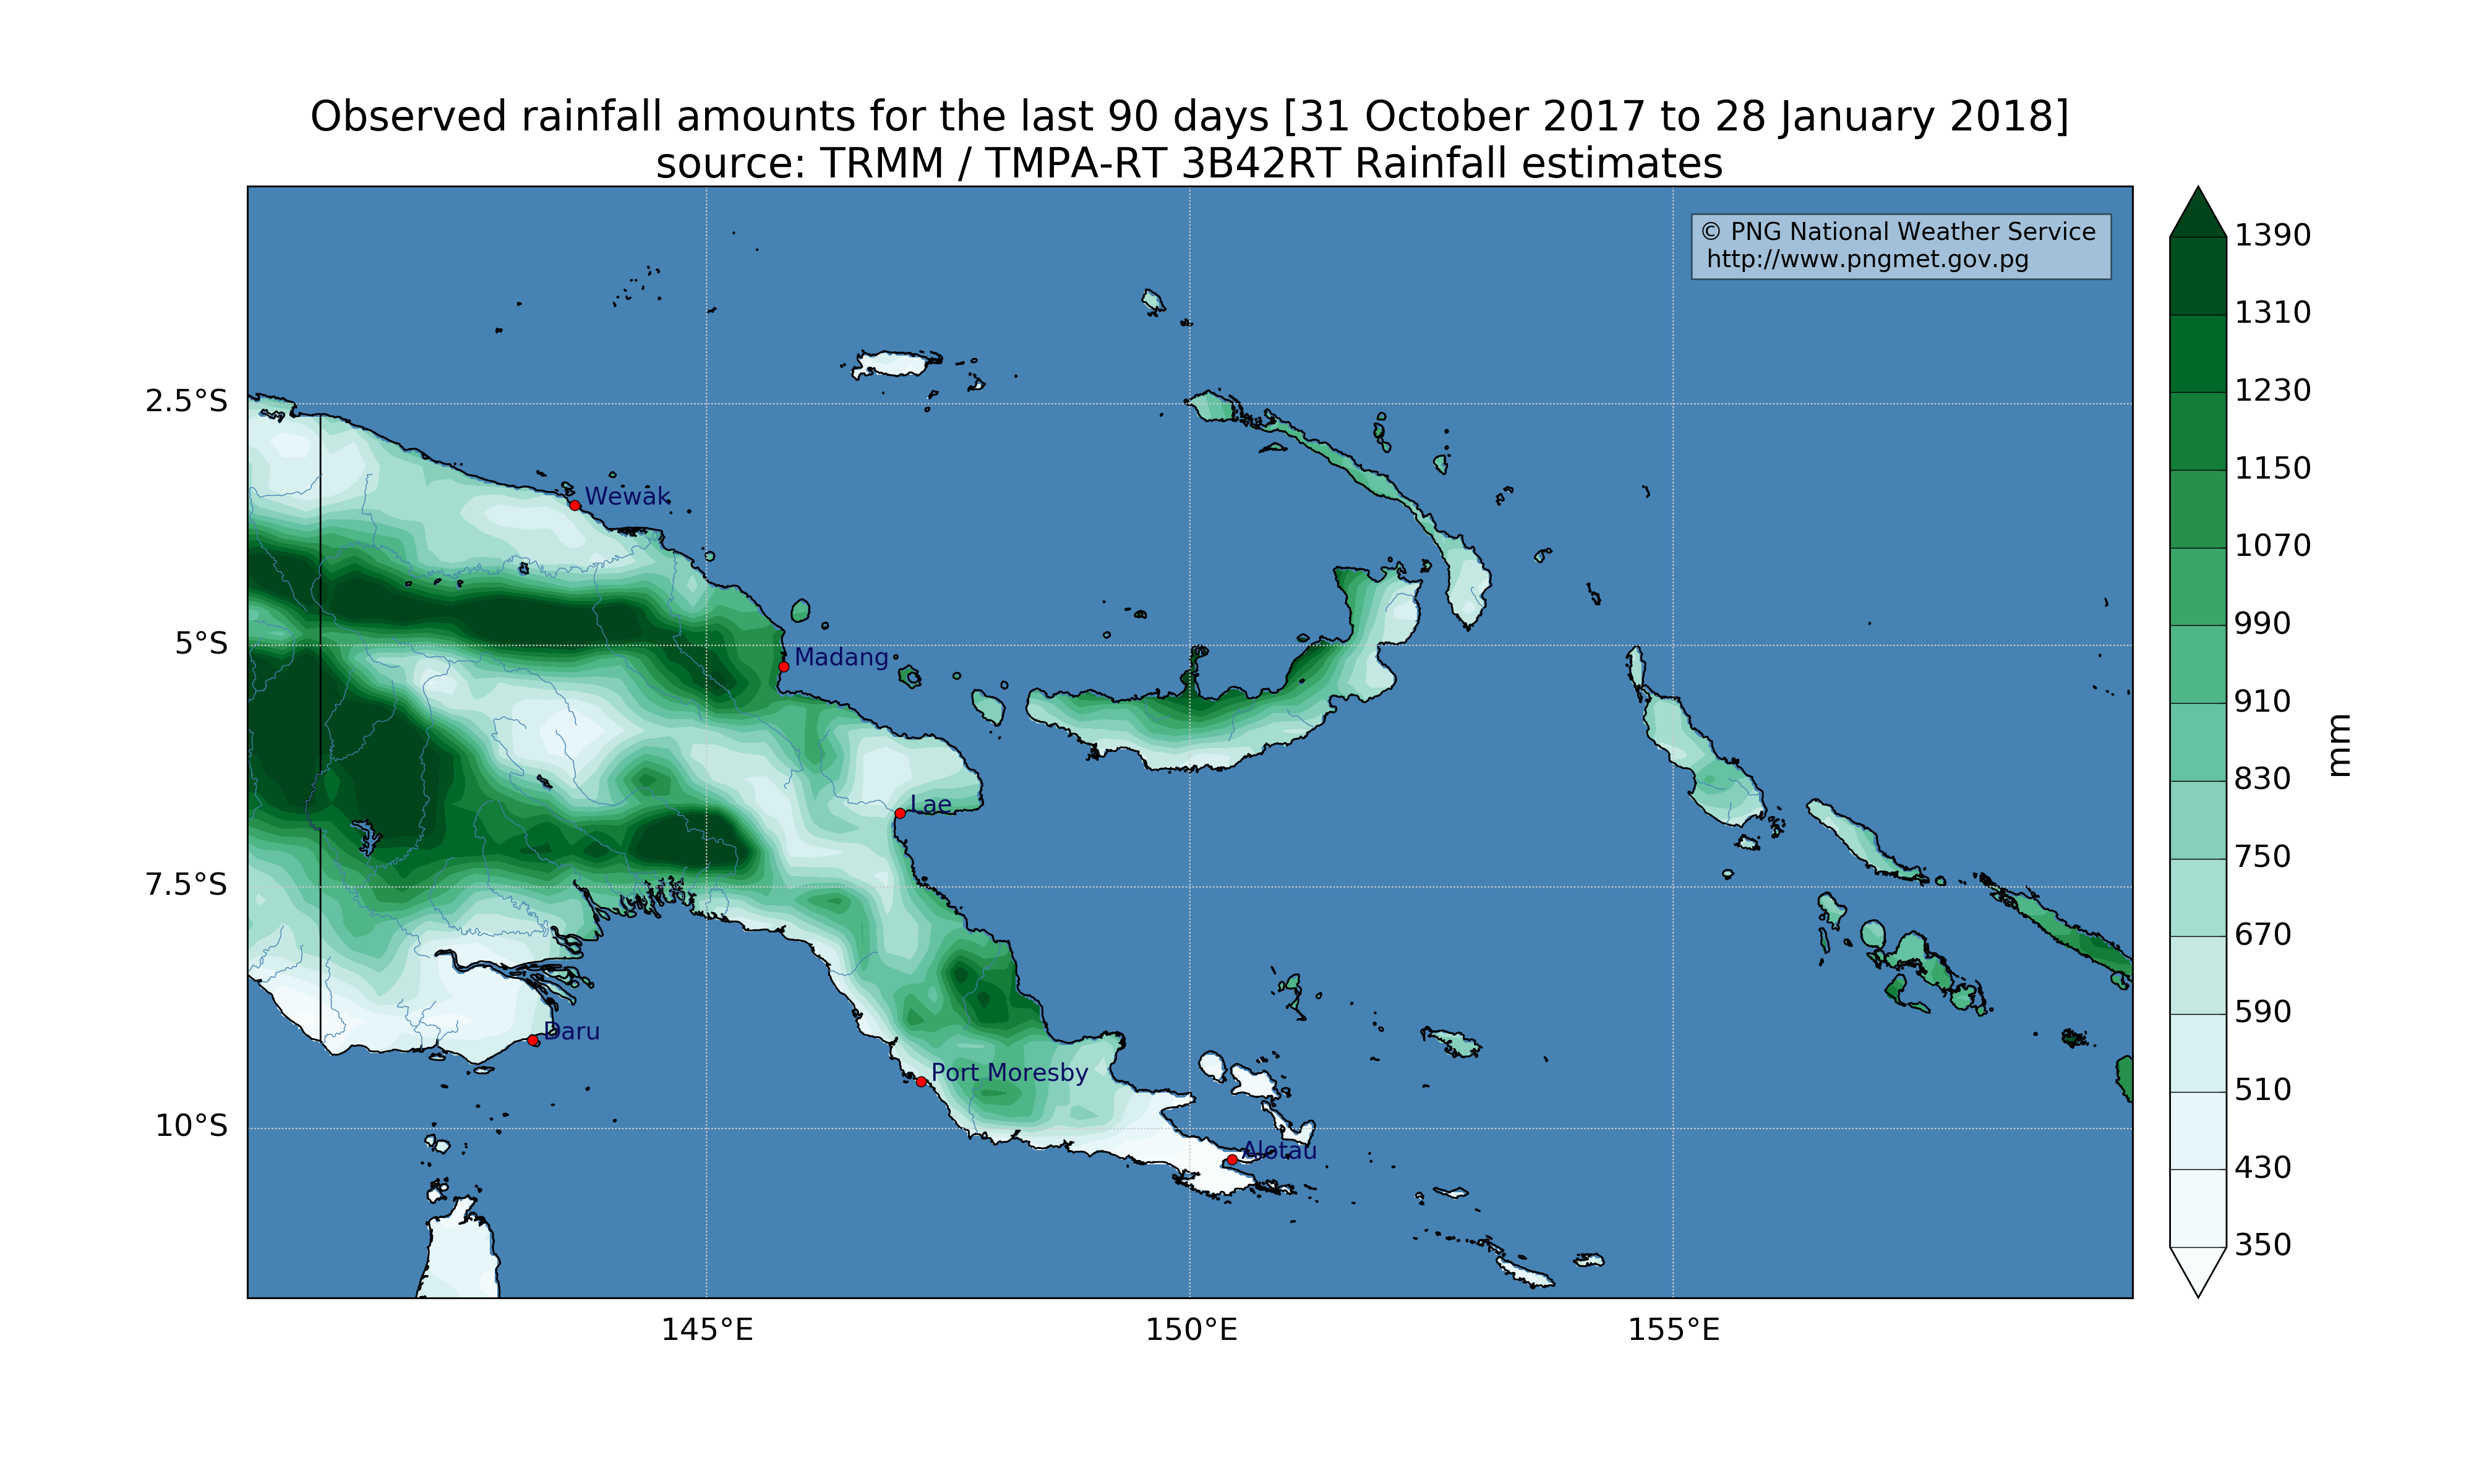 Observed rainfall amounts for the last 90 days [31 October 2017 to 28 January 2018]
source: TRMM / TMPA-RT 3B42RT Rainfall estimates
© PNG National Weather Service
http://www.pngmet.gov.pg
1390
1310
1230
1150
1070
990
910
830
750
670
590
510
430
350
mm
2.5°S
5°S
7.5°S
10°S
Wewak
Madang
Lae
Daru
Port Moresby
Alotau
145°E
150°E
155°E